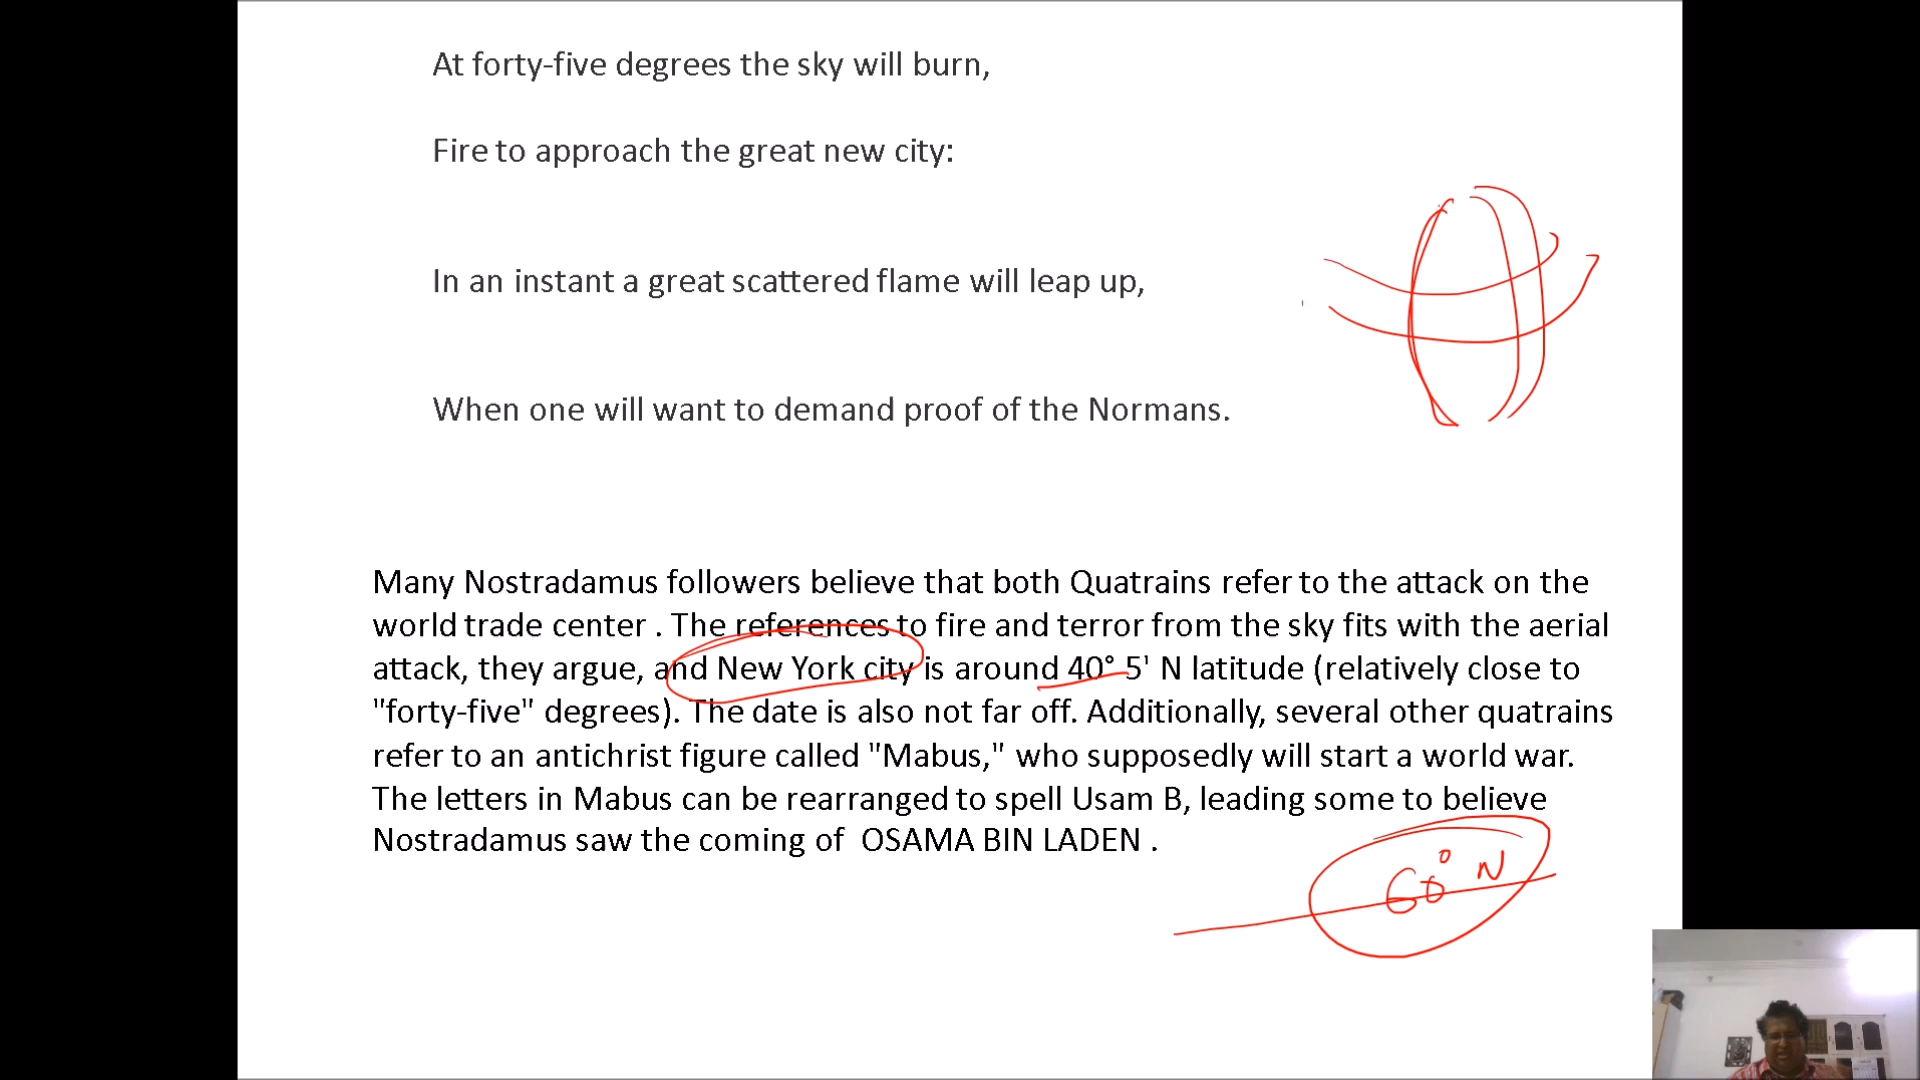 At forty-five degrees the sky will burn,
Fire to approach the great new city:
In an instant a great scattered flame will leap up,
When one will want to demand proof of the Normans.
Many Nostradamus followers believe that both Quatrains refer to the attack on the
world trade center . The references to fire and terror from the sky fits with the aerial
attack, they argue, and New York city is around 40° 5' N latitude (relatively close to
"forty-five" degrees). The date is also not far off. Additionally, several other quatrains
refer to an antichrist figure called "Mabus," who supposedly will start a world war.
The letters in Mabus can be rearranged to spell Usam B, leading some to believe
Nostradamus saw the coming of OSAMA BIN LADEN .
60° N